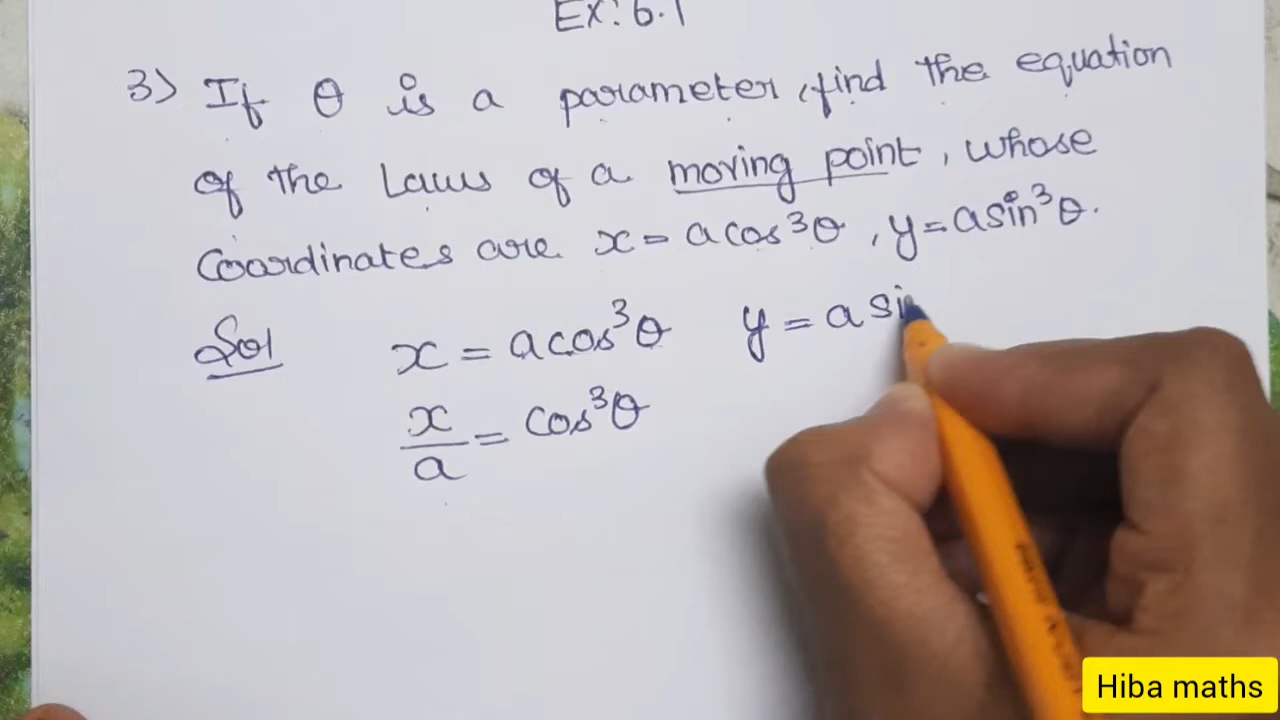 Ex: 6.1
3) If θ is a parameter, find the equation
of the Laws of a moving point, whose
Coordinates are x = a cos³θ, y = a sin³θ.
Sol x = a cos³θ y = a si
x/a = cos³θ
Hiba maths